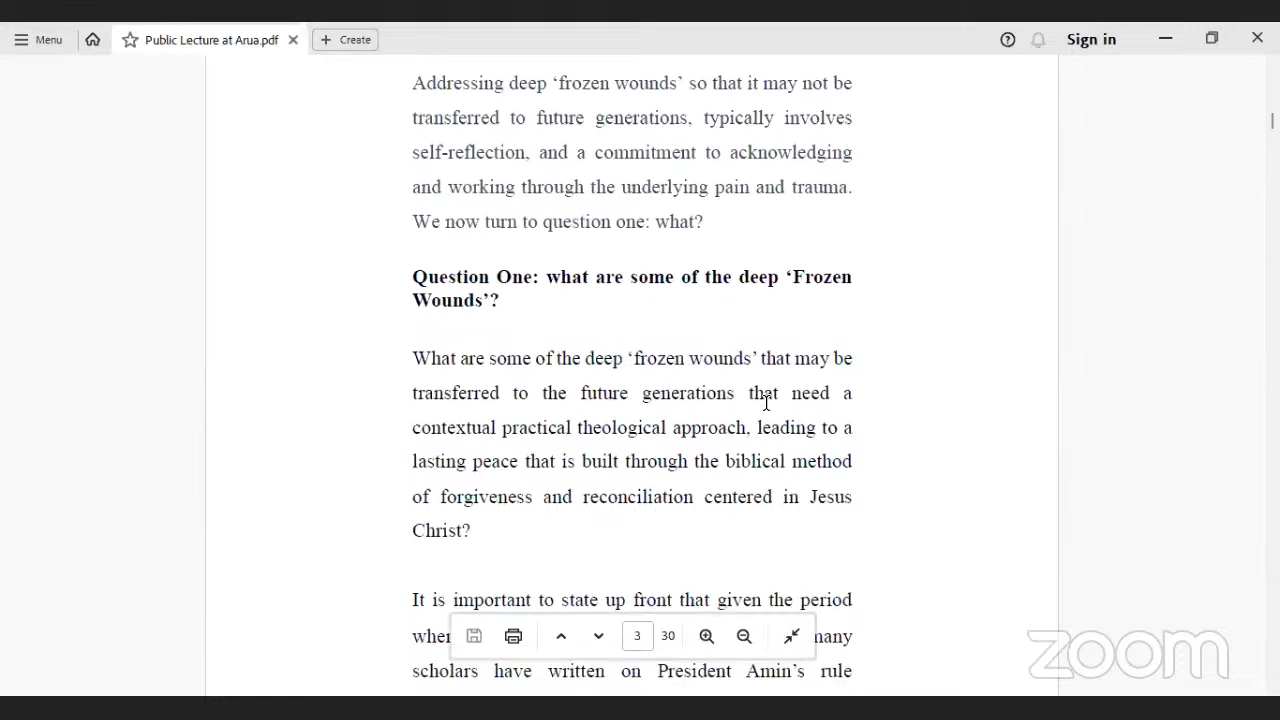 Menu
Public Lecture at Arua.pdf
Create
Sign in
Addressing deep ‘frozen wounds’ so that it may not be
transferred to future generations, typically involves
self-reflection, and a commitment to acknowledging
and working through the underlying pain and trauma.
We now turn to question one: what?
Question One: what are some of the deep ‘Frozen
Wounds’?
What are some of the deep ‘frozen wounds’ that may be
transferred to the future generations that need a
contextual practical theological approach, leading to a
lasting peace that is built through the biblical method
of forgiveness and reconciliation centered in Jesus
Christ?
It is important to state up front that given the period
many
scholars have written on President Amin’s rule
3 30
zoom